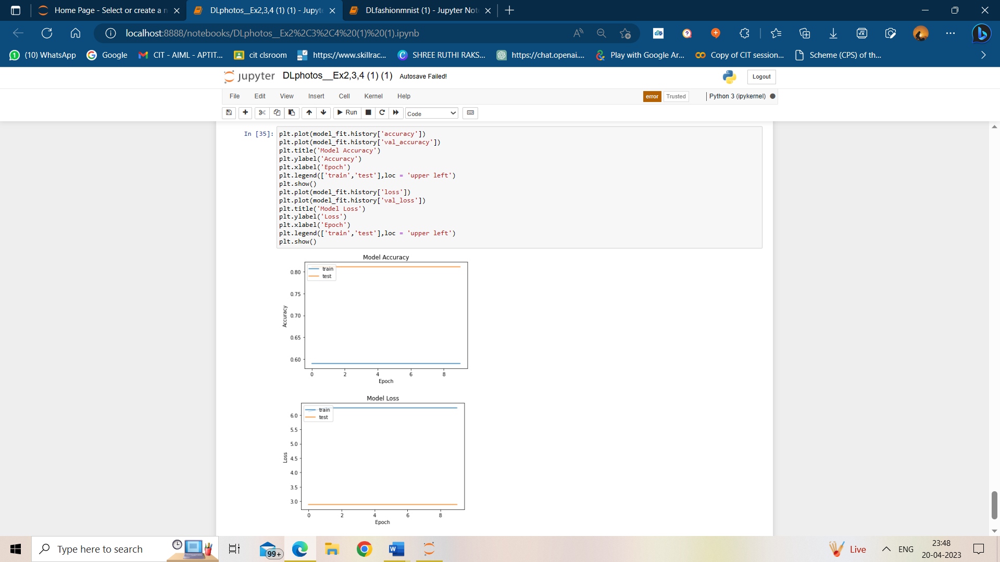 Home Page - Select or create a n
DLphotos__Ex2,3,4 (1) (1) - Jupyte
DLfashionmnist (1) - Jupyter Not
localhost:8888/notebooks/DLphotos__Ex2%2C3%2C4%20(1)%20(1).ipynb
(10) WhatsApp
Google
CIT - AIML - APTIT...
cit clsroom
https://www.skillrac...
SHREE RUTHI RAKS...
https://chat.openai....
Play with Google Ar...
Copy of CIT session...
Scheme (CPS) of th...
jupyter
DLphotos__Ex2,3,4 (1) (1)
Autosave Failed!
Logout
File
Edit
View
Insert
Cell
Kernel
Help
error
Trusted
Python 3 (ipykernel)
Run
Code
In [35]:
plt.plot(model_fit.history['accuracy'])
plt.plot(model_fit.history['val_accuracy'])
plt.title('Model Accuracy')
plt.ylabel('Accuracy')
plt.xlabel('Epoch')
plt.legend(['train','test'],loc = 'upper left')
plt.show()
plt.plot(model_fit.history['loss'])
plt.plot(model_fit.history['val_loss'])
plt.title('Model Loss')
plt.ylabel('Loss')
plt.xlabel('Epoch')
plt.legend(['train','test'],loc = 'upper left')
plt.show()
Model Accuracy
train
test
0.80
0.75
0.70
0.65
0.60
Accuracy
0 2 4 6 8
Epoch
Model Loss
train
test
6.0
5.5
5.0
4.5
4.0
3.5
3.0
Loss
0 2 4 6 8
Epoch
Type here to search
99+
Live
ENG
23:48
20-04-2023